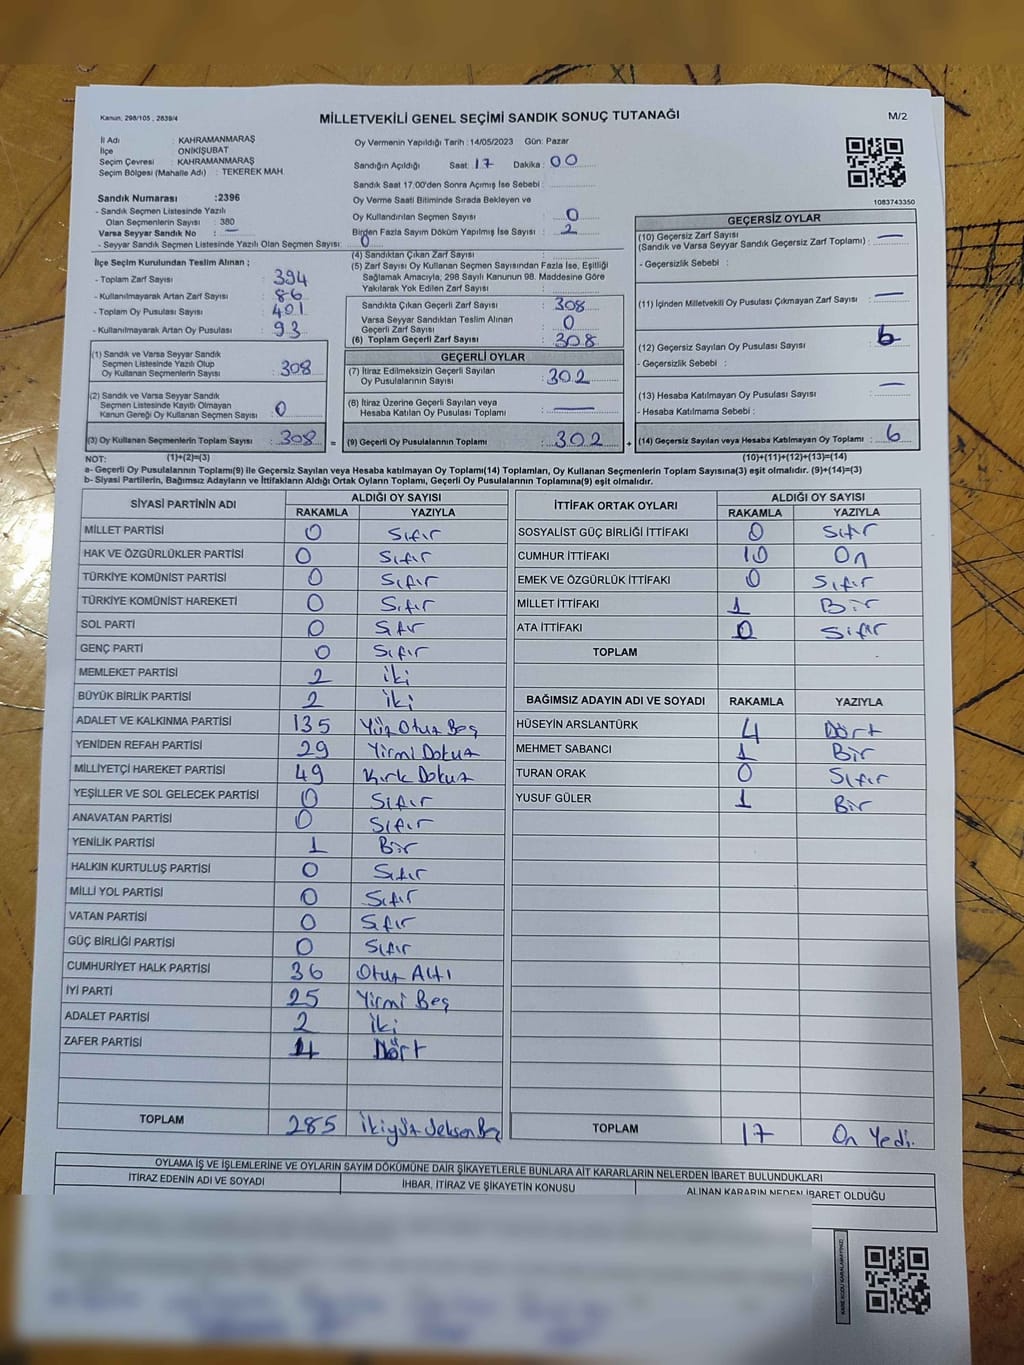 Kanun, 298/105 , 2839/4
MİLLETVEKİLİ GENEL SEÇİMİ SANDIK SONUÇ TUTANAĞI
M/2
İl Adı : KAHRAMANMARAŞ
İlçe ONİKİŞUBAT
Seçim Çevresi : KAHRAMANMARAŞ
Seçim Bölgesi (Mahalle Adı) : TEKEREK MAH.
Oy Vermenin Yapıldığı Tarih : 14/05/2023 Gün: Pazar
Sandığın Açıldığı Saat: 17 Dakika : 00
Sandık Saat 17:00'den Sonra Açımış İse Sebebi :
Oy Verme Saati Bitiminde Sırada Bekleyen ve
Oy Kullandırılan Seçmen Sayısı : 0
Birden Fazla Sayım Döküm Yapılmış İse Sayısı : 2
1083743350
Sandık Numarası :2396
- Sandık Seçmen Listesinde Yazılı
Olan Seçmenlerin Sayısı : 380
Varsa Seyyar Sandık No : —
- Seyyar Sandık Seçmen Listesinde Yazılı Olan Seçmen Sayısı: 0
İlçe Seçim Kurulundan Teslim Alınan ;
- Toplam Zarf Sayısı : 394
- Kullanılmayarak Artan Zarf Sayısı : 86
- Toplam Oy Pusulası : 401
- Kullanılmayarak Artan Oy Pusulası : 93
(1) Sandık ve Varsa Seyyar Sandık
Seçmen Listesinde Yazılı Olup
Oy Kullanan Seçmenlerin Sayısı : 308
(2) Sandık ve Varsa Seyyar Sandık
Seçmen Listesinde Kayıtlı Olmayan
Kanun Gereği Oy Kullanan Seçmen Sayısı : 0
(3) Oy Kullanan Seçmenlerin Toplam Sayısı : 308 =
(4) Sandıktan Çıkan Zarf Sayısı :
(5) Zarf Sayısı Oy Kullanan Seçmen Sayısından Fazla İse, Eşitliği
Sağlamak Amacıyla; 298 Sayılı Kanunun 98. Maddesine Göre
Yakılarak Yok Edilen Zarf Sayısı :
Sandıkta Çıkan Geçerli Zarf Sayısı : 308
Varsa Seyyar Sandıktan Teslim Alınan
Geçerli Zarf Sayısı : 0
(6) Toplam Geçerli Zarf Sayısı : 308
GEÇERLİ OYLAR
(7) İtiraz Edilmeksizin Geçerli Sayılan
Oy Pusulalarının Sayısı : 302
(8) İtiraz Üzerine Geçerli Sayılan veya
Hesaba Katılan Oy Pusulası Toplamı : —
(9) Geçerli Oy Pusulalarının Toplamı : 302 +
GEÇERSİZ OYLAR
(10) Geçersiz Zarf Sayısı
(Sandık ve Varsa Seyyar Sandık Geçersiz Zarf Toplamı) : —
- Geçersizlik Sebebi :
(11) İçinden Milletvekili Oy Pusulası Çıkmayan Zarf Sayısı : —
(12) Geçersiz Sayılan Oy Pusulası Sayısı : 6
- Geçersizlik Sebebi :
(13) Hesaba Katılmayan Oy Pusulası Sayısı : —
- Hesaba Katılmama Sebebi :
(14) Geçersiz Sayılan veya Hesaba Katılmayan Oy Toplamı : 6
NOT: (1)+(2)=(3) (10)+(11)+(12)+(13)=(14)
a- Geçerli Oy Pusulalarının Toplamı(9) ile Geçersiz Sayılan veya Hesaba katılmayan Oy Toplamı(14) Toplamları, Oy Kullanan Seçmenlerin Toplam Sayısına(3) eşit olmalıdır. (9)+(14)=(3)
b- Siyasi Partilerin, Bağımsız Adayların ve İttifakların Aldığı Ortak Oyların Toplamı, Geçerli Oy Pusulalarının Toplamına(9) eşit olmalıdır.
SİYASİ PARTİNİN ADI ALDIĞI OY SAYISI
RAKAMLA YAZIYLA
MİLLET PARTİSİ 0 Sıfır
HAK VE ÖZGÜRLÜKLER PARTİSİ 0 Sıfır
TÜRKİYE KOMÜNİST PARTİSİ 0 Sıfır
TÜRKİYE KOMÜNİST HAREKETİ 0 Sıfır
SOL PARTİ 0 Sıfır
GENÇ PARTİ 0 Sıfır
MEMLEKET PARTİSİ 2 iki
BÜYÜK BİRLİK PARTİSİ 2 iki
ADALET VE KALKINMA PARTİSİ 135 Yüz Otuz Beş
YENİDEN REFAH PARTİSİ 29 Yirmi Dokuz
MİLLİYETÇİ HAREKET PARTİSİ 49 Kırk Dokuz
YEŞİLLER VE SOL GELECEK PARTİSİ 0 Sıfır
ANAVATAN PARTİSİ 0 Sıfır
YENİLİK PARTİSİ 1 Bir
HALKIN KURTULUŞ PARTİSİ 0 Sıfır
MİLLİ YOL PARTİSİ 0 Sıfır
VATAN PARTİSİ 0 Sıfır
GÜÇ BİRLİĞİ PARTİSİ 0 Sıfır
CUMHURİYET HALK PARTİSİ 36 Otuz Altı
İYİ PARTİ 25 Yirmi Beş
ADALET PARTİSİ 2 iki
ZAFER PARTİSİ 4 Dört
TOPLAM 285 ikiyüz seksen Beş
İTTİFAK ORTAK OYLARI ALDIĞI OY SAYISI
RAKAMLA YAZIYLA
SOSYALİST GÜÇ BİRLİĞİ İTTİFAKI 0 Sıfır
CUMHUR İTTİFAKI 10 On
EMEK VE ÖZGÜRLÜK İTTİFAKI 0 Sıfır
MİLLET İTTİFAKI 1 Bir
ATA İTTİFAKI 0 Sıfır
TOPLAM
BAĞIMSIZ ADAYIN ADI VE SOYADI RAKAMLA YAZIYLA
HÜSEYİN ARSLANTÜRK 4 Dört
MEHMET SABANCI 1 Bir
TURAN ORAK 0 Sıfır
YUSUF GÜLER 1 Bir
TOPLAM 17 On Yedi.
OYLAMA İŞ VE İŞLEMLERİNE VE OYLARIN SAYIM DÖKÜMÜNE DAİR ŞİKAYETLERLE BUNLARA AİT KARARLARIN NELERDEN İBARET BULUNDUKLARI
İTİRAZ EDENİN ADI VE SOYADI İHBAR, İTİRAZ VE ŞİKAYETİN KONUSU ALINAN KARARIN NEDEN İBARET OLDUĞU